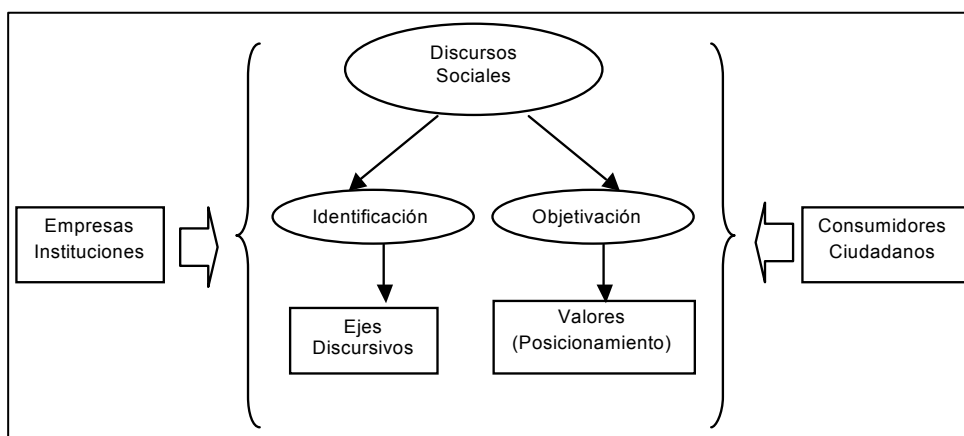 Discursos
Sociales
Identificación
Objetivación
Empresas
Instituciones
Consumidores
Ciudadanos
Ejes
Discursivos
Valores
(Posicionamiento)